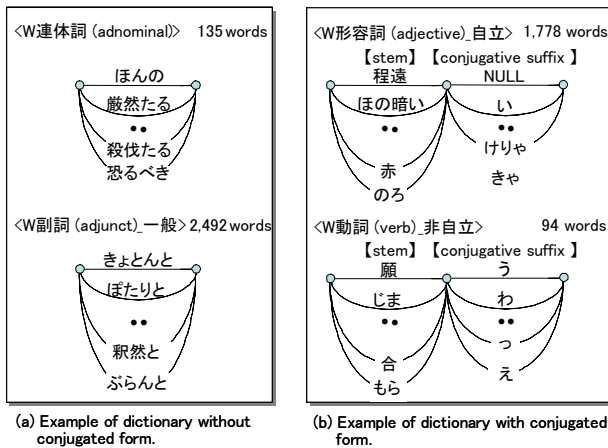 <W連体詞 (adnominal)> 135 words
ほんの
厳然たる
••
殺伐たる
恐るべき
<W副詞 (adjunct)_一般> 2,492 words
きょとんと
ぽたりと
••
釈然と
ぶらんと
(a) Example of dictionary without
conjugated form.
<W形容詞 (adjective)_自立> 1,778 words
【stem】 【conjugative suffix 】
程遠 NULL
ほの暗い い
•• ••
けりゃ
赤 きゃ
のろ
<W動詞 (verb)_非自立> 94 words
【stem】 【conjugative suffix 】
願 う
じま わ
•• ••
っ
合 え
もら
(b) Example of dictionary with conjugated
form.